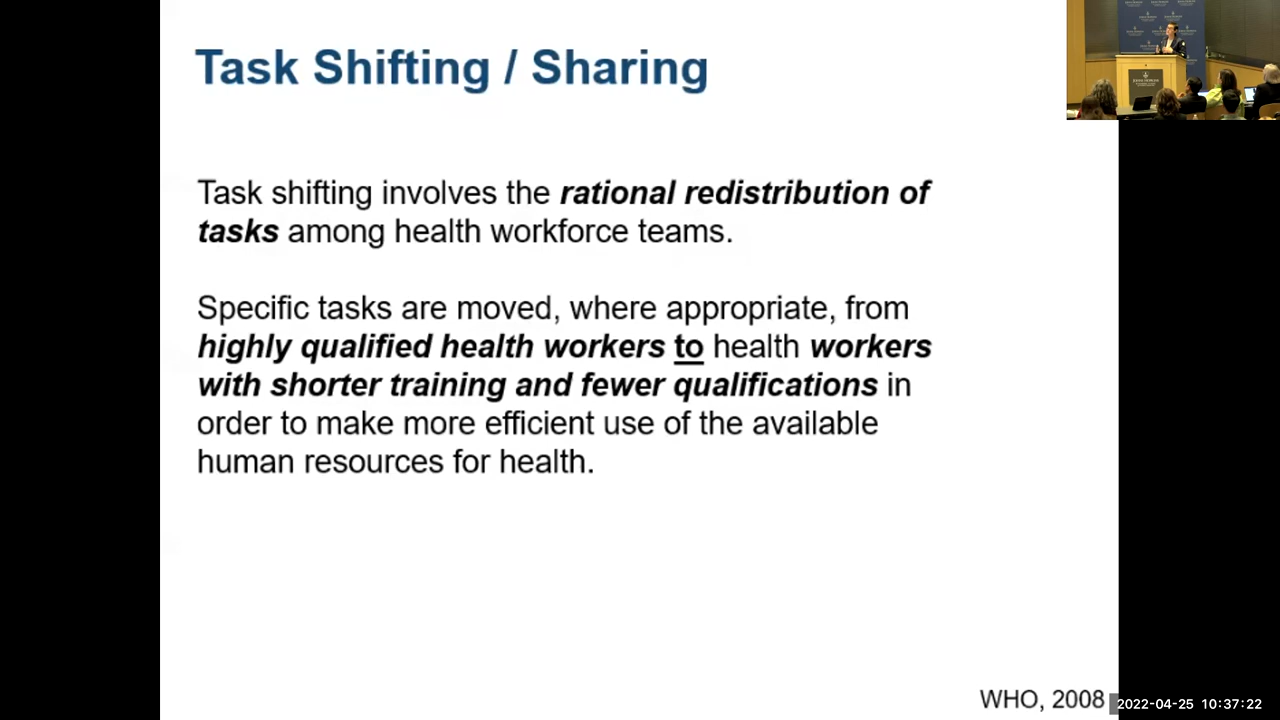 Task Shifting / Sharing
Task shifting involves the rational redistribution of
tasks among health workforce teams.
Specific tasks are moved, where appropriate, from
highly qualified health workers to health workers
with shorter training and fewer qualifications in
order to make more efficient use of the available
human resources for health.
WHO, 2008
2022-04-25 10:37:22